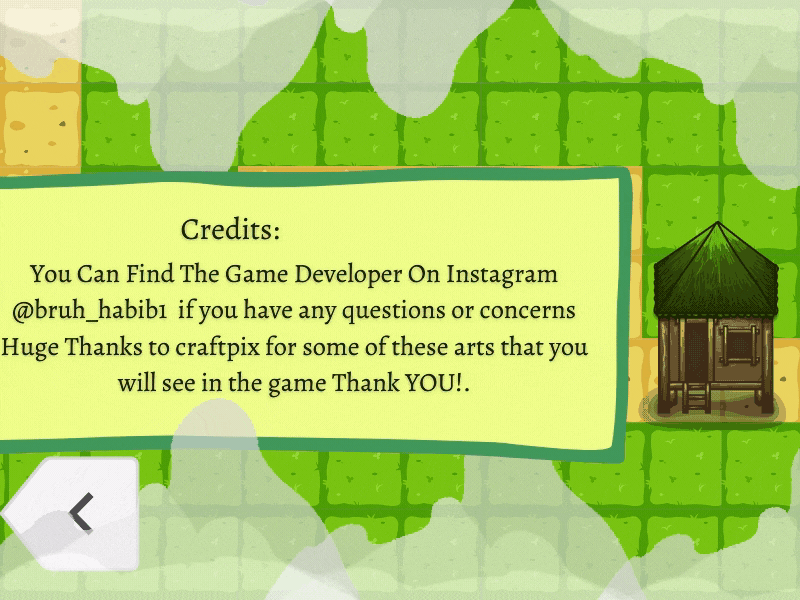 Credits:
You Can Find The Game Developer On Instagram
@bruh_habib1 if you have any questions or concerns
Huge Thanks to craftpix for some of these arts that you
will see in the game Thank YOU!.